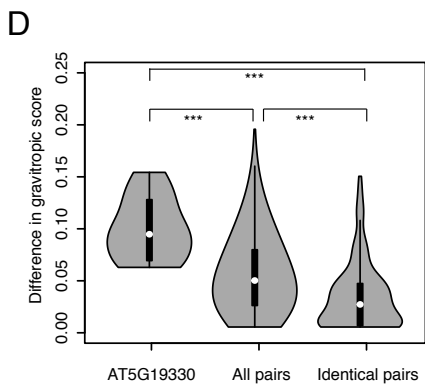 D
Difference in gravitropic score
0.25
0.20
0.15
0.10
0.05
0.00
***
***
***
AT5G19330
All pairs
Identical pairs